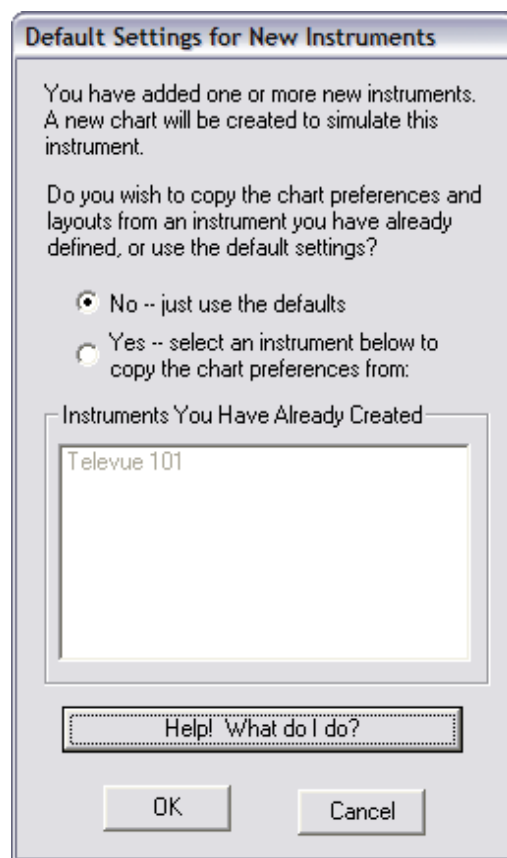 Default Settings for New Instruments
You have added one or more new instruments.
A new chart will be created to simulate this
instrument.
Do you wish to copy the chart preferences and
layouts from an instrument you have already
defined, or use the default settings?
No -- just use the defaults
Yes -- select an instrument below to
copy the chart preferences from:
Instruments You Have Already Created
Televue 101
Help!  What do I do?
OK
Cancel